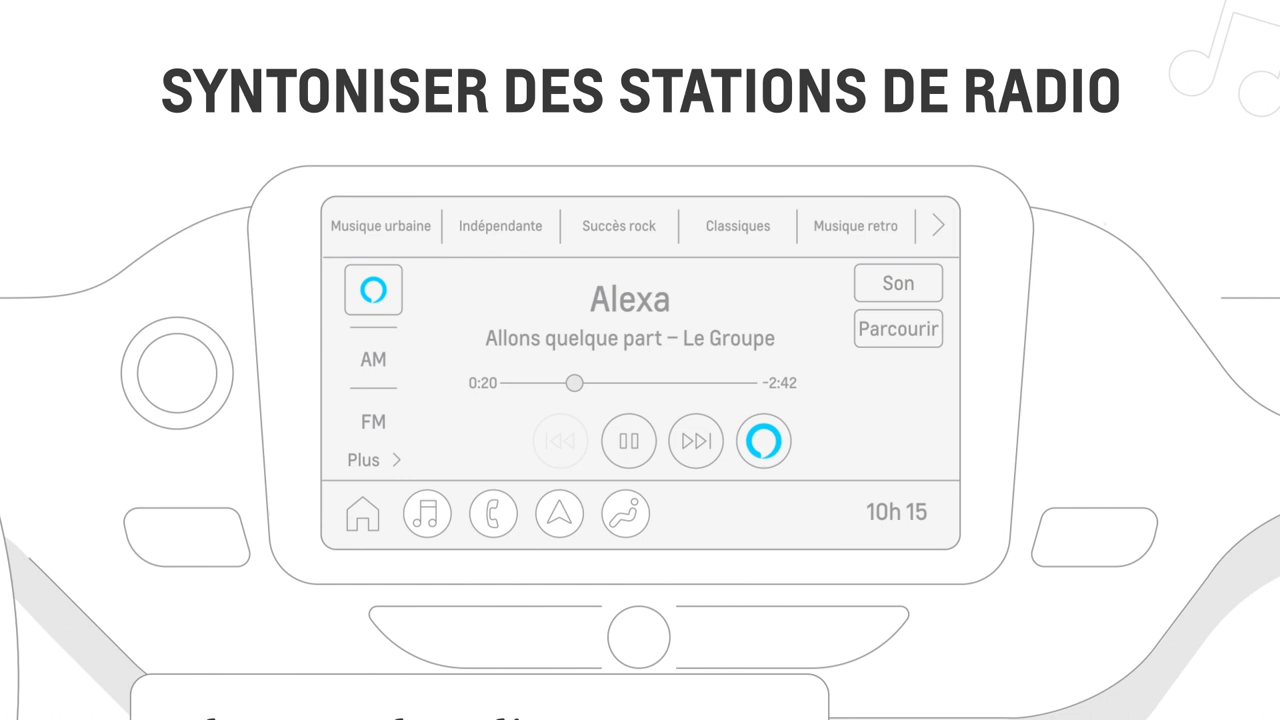 SYNTONISER DES STATIONS DE RADIO
Musique urbaine
Indépendante
Succès rock
Classiques
Musique retro
Alexa
Son
Allons quelque part – Le Groupe
Parcourir
AM
0:20
-2:42
FM
Plus
10h 15